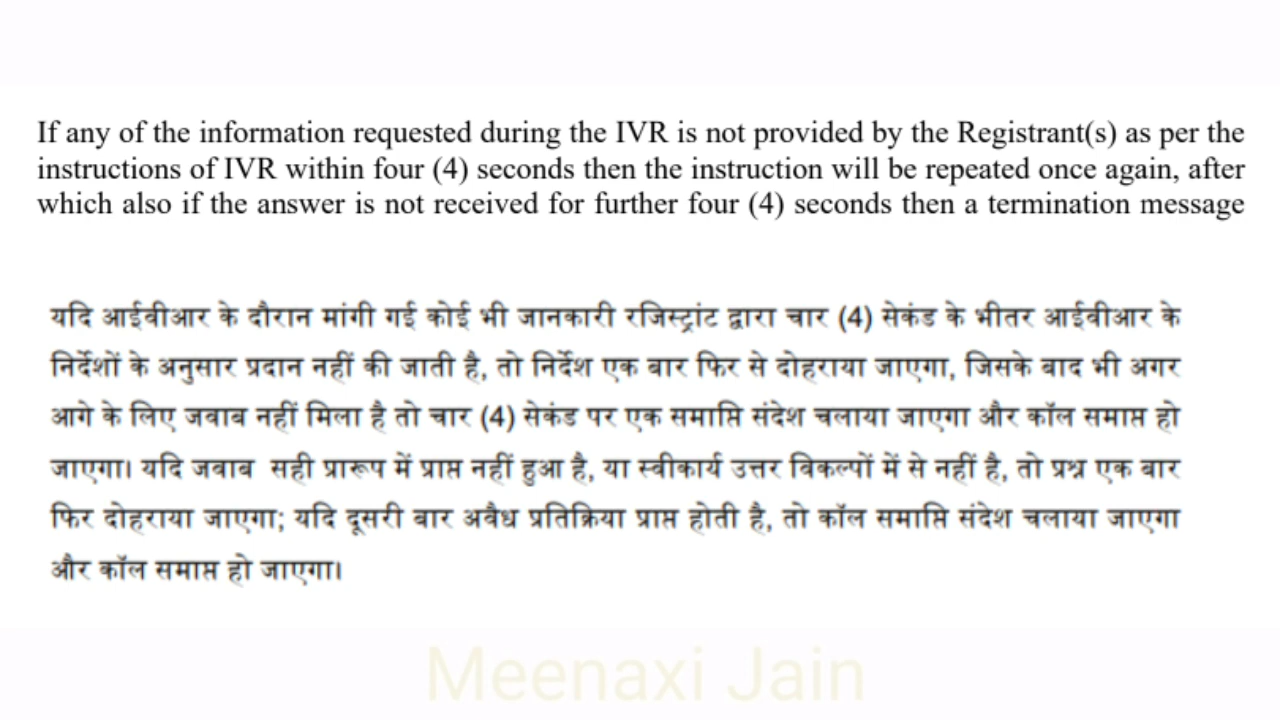 If any of the information requested during the IVR is not provided by the Registrant(s) as per the
instructions of IVR within four (4) seconds then the instruction will be repeated once again, after
which also if the answer is not received for further four (4) seconds then a termination message
यदि आईवीआर के दौरान मांगी गई कोई भी जानकारी रजिस्ट्रांट द्वारा चार (4) सेकंड के भीतर आईवीआर के
निर्देशों के अनुसार प्रदान नहीं की जाती है, तो निर्देश एक बार फिर से दोहराया जाएगा, जिसके बाद भी अगर
आगे के लिए जवाब नहीं मिला है तो चार (4) सेकंड पर एक समाप्ति संदेश चलाया जाएगा और कॉल समाप्त हो
जाएगा। यदि जवाब सही प्रारूप में प्राप्त नहीं हुआ है, या स्वीकार्य उत्तर विकल्पों में से नहीं है, तो प्रश्न एक बार
फिर दोहराया जाएगा; यदि दूसरी बार अवैध प्रतिक्रिया प्राप्त होती है, तो कॉल समाप्ति संदेश चलाया जाएगा
और कॉल समाप्त हो जाएगा।
Meenaxi Jain